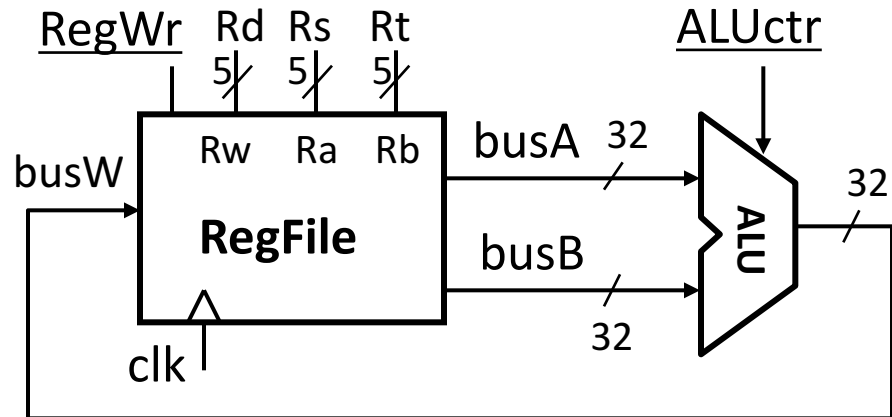 RegWr Rd Rs Rt ALUctr
5 5 5
Rw Ra Rb
busW
busA 32
32
RegFile
ALU
busB
32
clk